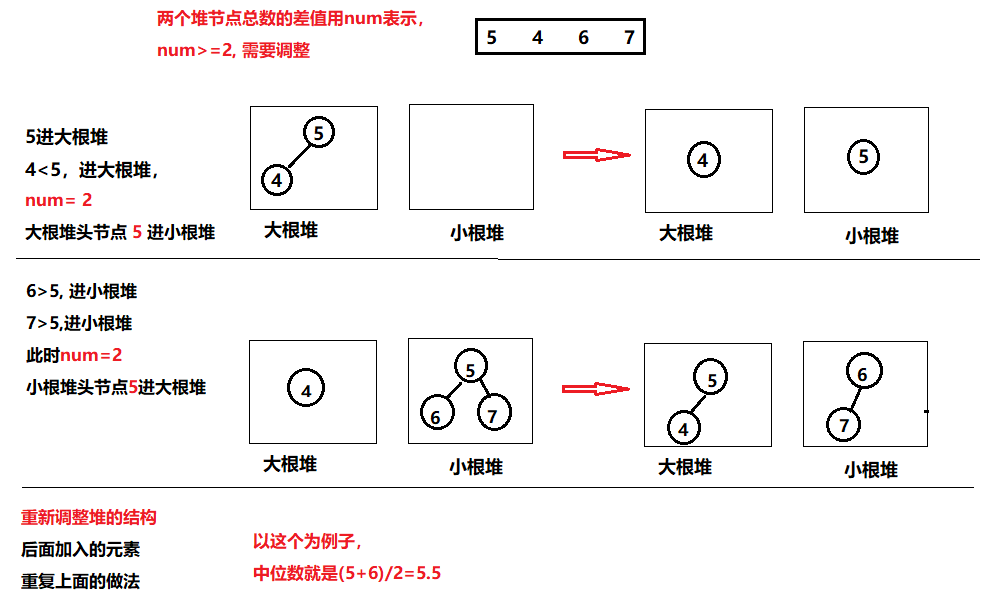 两个堆节点总数的差值用num表示，
num>=2, 需要调整
5 4 6 7
5进大根堆
4<5，进大根堆，
num= 2
大根堆头节点 5 进小根堆
5
4
4
5
大根堆
小根堆
大根堆
小根堆
6>5, 进小根堆
7>5,进小根堆
此时num=2
小根堆头节点5进大根堆
4
5
6
7
5
4
6
7
大根堆
小根堆
大根堆
小根堆
重新调整堆的结构
后面加入的元素
重复上面的做法
以这个为例子，
中位数就是(5+6)/2=5.5